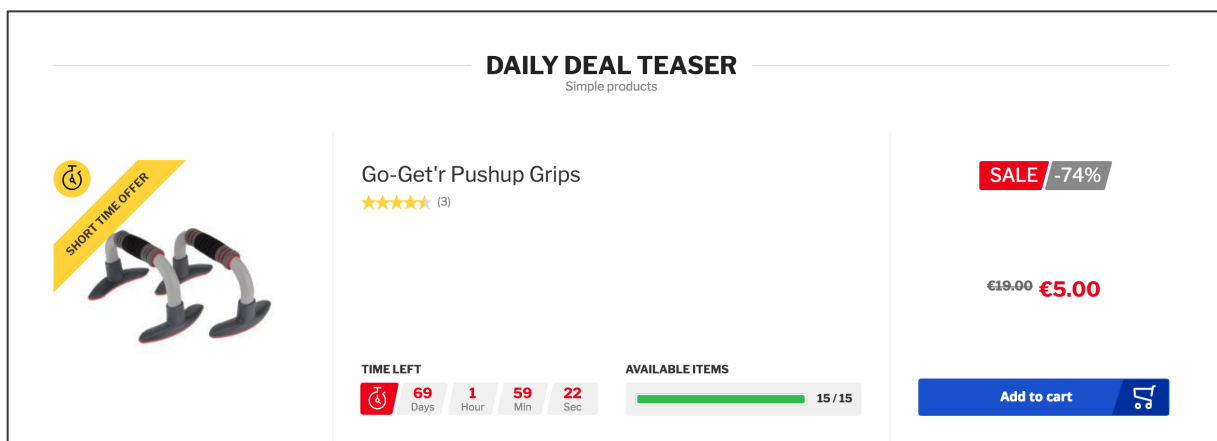 DAILY DEAL TEASER
Simple products
SHORT TIME OFFER
Go-Get'r Pushup Grips
(3)
SALE -74%
€19.00 €5.00
TIME LEFT
69 1 59 22
Days Hour Min Sec
AVAILABLE ITEMS
15 / 15
Add to cart